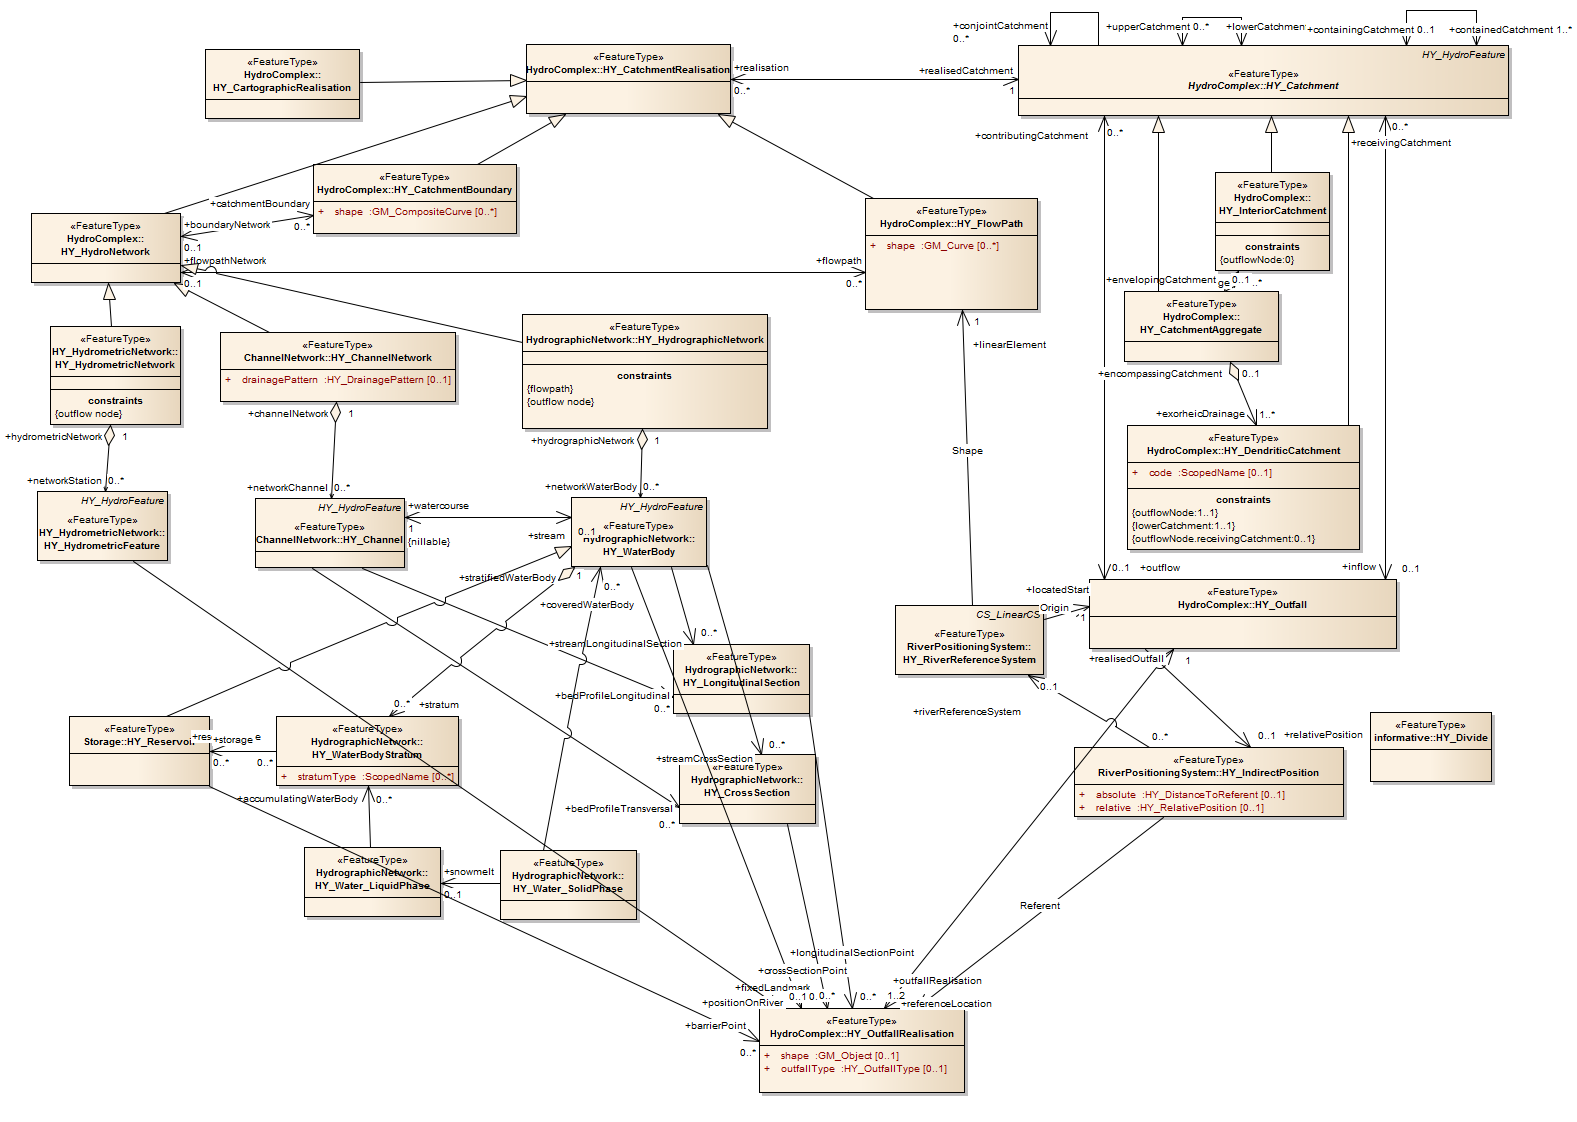 +conjointCatchment
0..*
+upperCatchment 0..*
+lowerCatchmen
+containingCatchment 0..1
+containedCatchment 1..*
«FeatureType»
HydroComplex::
HY_CartographicRealisation
«FeatureType»
HydroComplex::HY_CatchmentRealisation
+realisation
0..*
+realisedCatchment
1
HY_HydroFeature
«FeatureType»
HydroComplex::HY_Catchment
+contributingCatchment
0..*
0..*
+receivingCatchment
«FeatureType»
HydroComplex::HY_CatchmentBoundary
+ shape :GM_CompositeCurve [0..*]
+catchmentBoundary
0..*
+boundaryNetwork
0..1
«FeatureType»
HydroComplex::
HY_HydroNetwork
+flowpathNetwork
0..1
«FeatureType»
HydroComplex::HY_FlowPath
+ shape :GM_Curve [0..*]
+flowpath
0..*
1
+linearElement
«FeatureType»
HydroComplex::
HY_InteriorCatchment
constraints
{outflowNode:0}
+envelopingCatchment
0..1
ge
..*
«FeatureType»
HydroComplex::
HY_CatchmentAggregate
+encompassingCatchment
0..1
+exorheicDrainage
1..*
«FeatureType»
HY_HydrometricNetwork::
HY_HydrometricNetwork
constraints
{outflow node}
«FeatureType»
ChannelNetwork::HY_ChannelNetwork
+ drainagePattern :HY_DrainagePattern [0..1]
«FeatureType»
HydrographicNetwork::HY_HydrographicNetwork
constraints
{flowpath}
{outflow node}
+channelNetwork
1
+hydrometricNetwork
1
+hydrographicNetwork
1
«FeatureType»
HydroComplex::HY_DendriticCatchment
+ code :ScopedName [0..1]
constraints
{outflowNode:1..1}
{lowerCatchment:1..1}
{outflowNode.receivingCatchment:0..1}
Shape
+networkStation
0..*
HY_HydroFeature
«FeatureType»
HY_HydrometricNetwork::
HY_HydrometricFeature
+networkChannel
0..*
HY_HydroFeature
«FeatureType»
ChannelNetwork::HY_Channel
+watercourse
1
{nillable}
+networkWaterBody
0..*
HY_HydroFeature
«FeatureType»
HydrographicNetwork::
HY_WaterBody
+stream
0..1
+stratifiedWaterBody
1
0..*
+coveredWaterBody
0..1
+outflow
+inflow
0..1
«FeatureType»
HydroComplex::HY_Outfall
+locatedStart
Origin
1
CS_LinearCS
«FeatureType»
RiverPositioningSystem::
HY_RiverReferenceSystem
+realisedOutfall
1
0..1
+riverReferenceSystem
+streamLongitudinalSection
0..*
«FeatureType»
HydrographicNetwork::
HY_LongitudinalSection
+bedProfileLongitudinal
0..*
0..*
+stratum
«FeatureType»
Storage::HY_Reservoir
+res
+storage
e
0..*
0..*
«FeatureType»
HydrographicNetwork::
HY_WaterBodyStratum
+ stratumType :ScopedName [0..*]
+accumulatingWaterBody
0..*
0..*
+streamCrossSection
«FeatureType»
HydrographicNetwork::
HY_CrossSection
+bedProfileTransversal
0..*
0..*
0..1
+relativePosition
«FeatureType»
RiverPositioningSystem::HY_IndirectPosition
+ absolute :HY_DistanceToReferent [0..1]
+ relative :HY_RelativePosition [0..1]
«FeatureType»
informative::HY_Divide
«FeatureType»
HydrographicNetwork::
HY_Water_LiquidPhase
+snowmelt
0..1
«FeatureType»
HydrographicNetwork::
HY_Water_SolidPhase
Referent
+longitudinalSectionPoint
+crossSectionPoint
+fixedLandmark
+outfallRealisation
+positionOnRiver
0..1
0..*
0..*
1..2
+referenceLocation
+barrierPoint
0..*
«FeatureType»
HydroComplex::HY_OutfallRealisation
+ shape :GM_Object [0..1]
+ outfallType :HY_OutfallType [0..1]